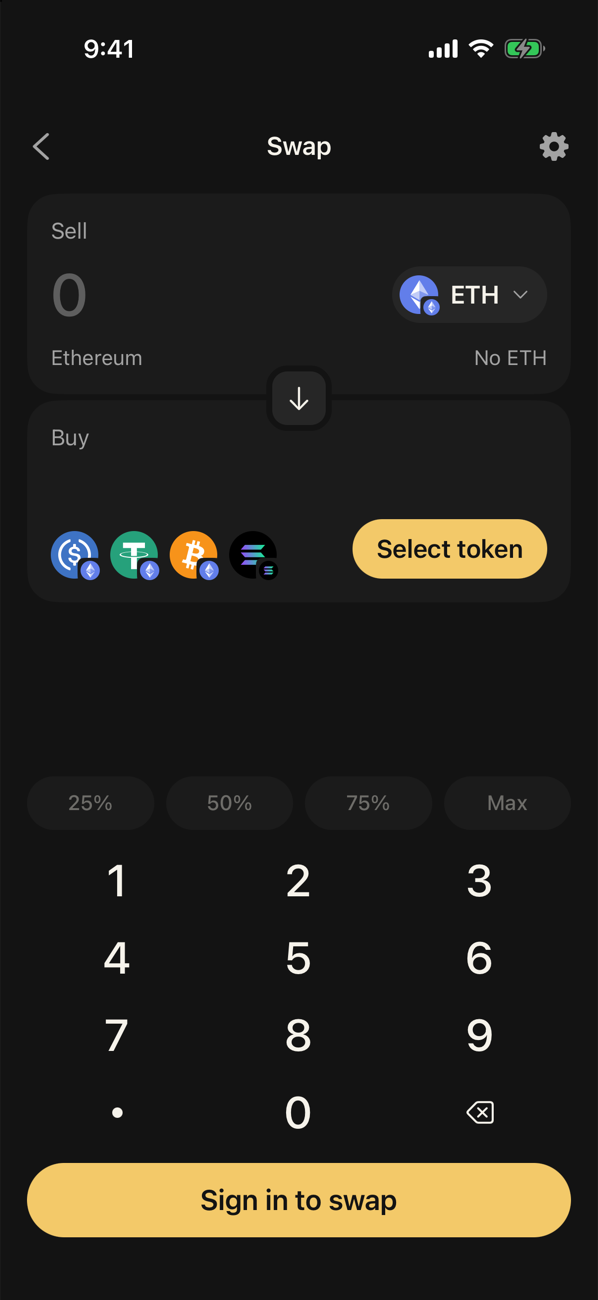 9:41
Swap
Sell
0
ETH
Ethereum
No ETH
Buy
Select token
25% 50% 75% Max
1 2 3
4 5 6
7 8 9
. 0
Sign in to swap